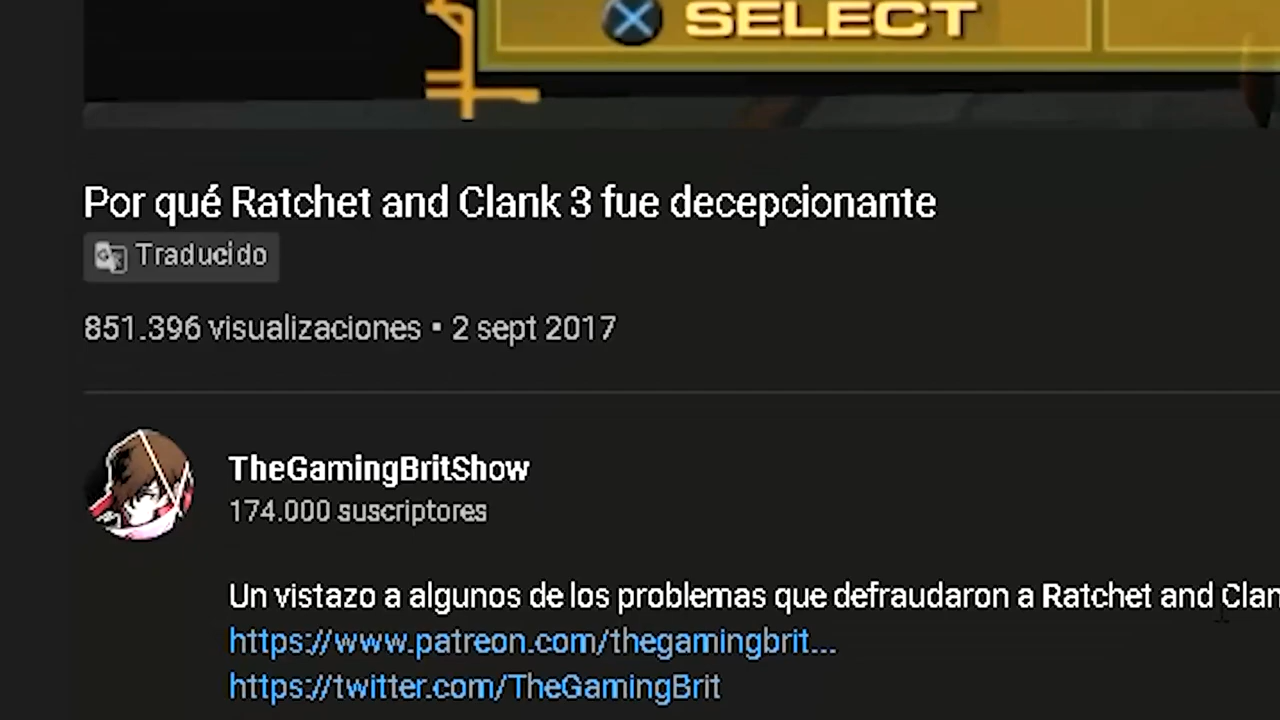 SELECT
Por qué Ratchet and Clank 3 fue decepcionante
Traducido
851.396 visualizaciones • 2 sept 2017
TheGamingBritShow
174.000 suscriptores
Un vistazo a algunos de los problemas que defraudaron a Ratchet and Clan
https://www.patreon.com/thegamingbrit...
https://twitter.com/TheGamingBrit